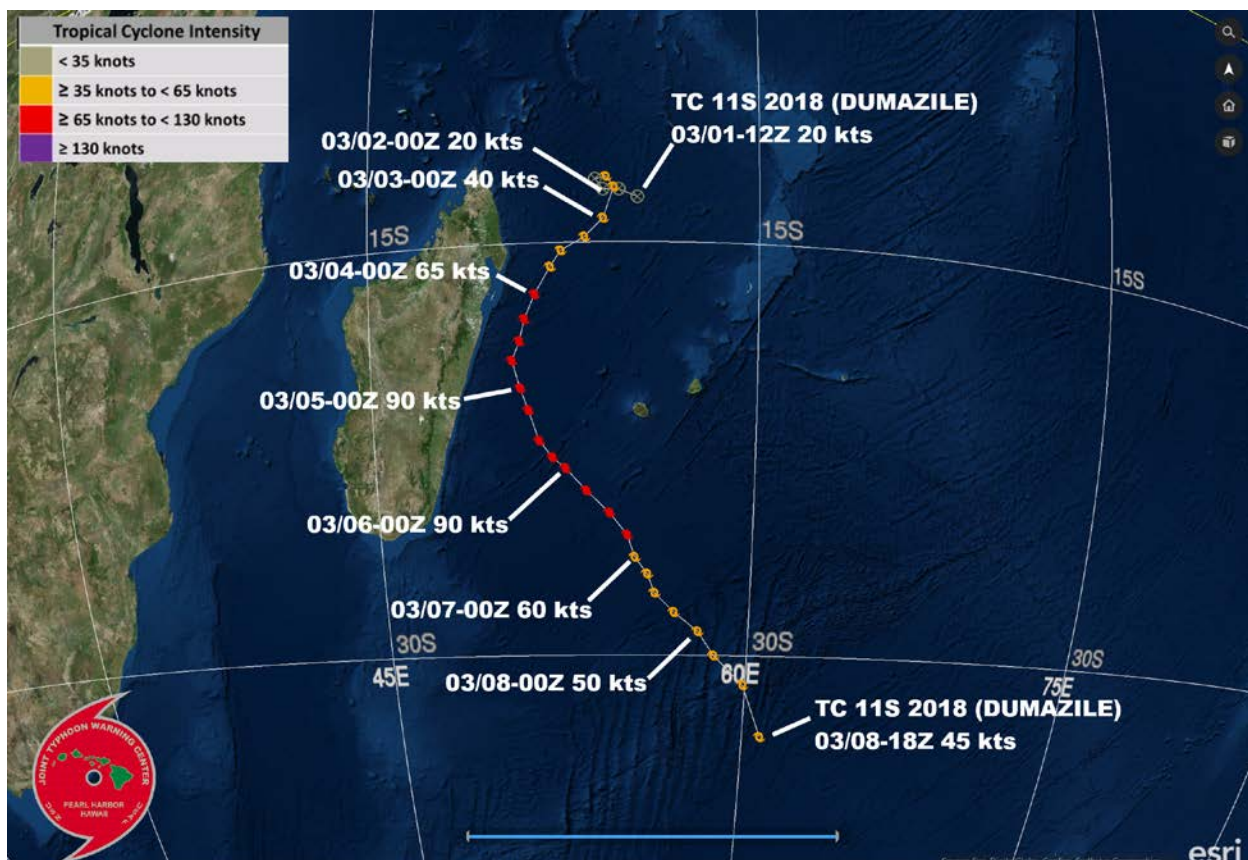 Tropical Cyclone Intensity
< 35 knots
≥ 35 knots to < 65 knots
≥ 65 knots to < 130 knots
≥ 130 knots
TC 11S 2018 (DUMAZILE)
03/01-12Z 20 kts
03/02-00Z 20 kts
03/03-00Z 40 kts
15S
15S
15S
03/04-00Z 65 kts
03/05-00Z 90 kts
03/06-00Z 90 kts
03/07-00Z 60 kts
30S
30S
30S
45E
60E
75E
03/08-00Z 50 kts
TC 11S 2018 (DUMAZILE)
03/08-18Z 45 kts
JOINT TYPHOON WARNING CENTER
PEARL HARBOR
HAWAII
esri